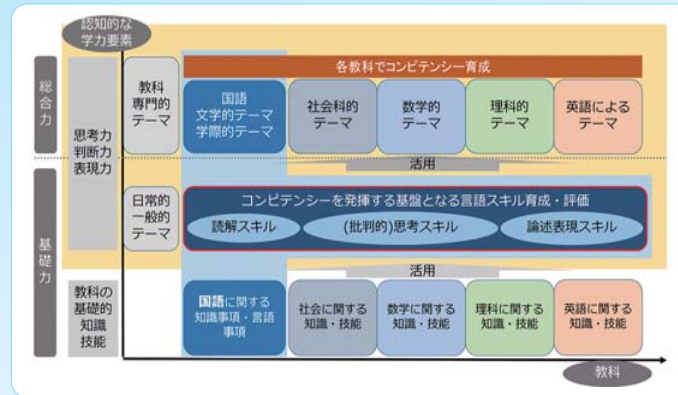 認知的な
学力要素
総合力
基礎力
思考力
判断力
表現力
教科の
基礎的
知識
技能
教科
専門的
テーマ
各教科でコンピテンシー育成
国語
文学的テーマ
学際的テーマ
社会科的
テーマ
数学的
テーマ
理科的
テーマ
英語による
テーマ
活用
日常的
一般的
テーマ
コンピテンシーを発揮する基盤となる言語スキル育成・評価
読解スキル
(批判的)思考スキル
論述表現スキル
活用
国語に関する
知識事項・言語
事項
社会に関する
知識・技能
数学に関する
知識・技能
理科に関する
知識・技能
英語に関する
知識・技能
教科